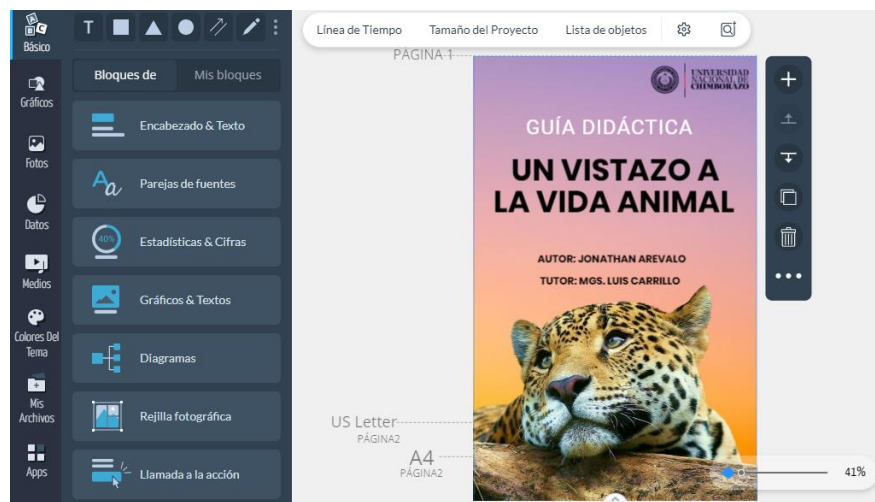 Básico
Gráficos
Fotos
Datos
Medios
Colores Del
Tema
Mis
Archivos
Apps
T
Bloques de
Mis bloques
Encabezado & Texto
Aa
Parejas de fuentes
40%
Estadísticas & Cifras
Gráficos & Textos
Diagramas
Rejilla fotográfica
Llamada a la acción
Línea de Tiempo
Tamaño del Proyecto
Lista de objetos
PÁGINA 1
UNIVERSIDAD
NACIONAL DE
CHIMBORAZO
GUÍA DIDÁCTICA
UN VISTAZO A
LA VIDA ANIMAL
AUTOR: JONATHAN AREVALO
TUTOR: MGS. LUIS CARRILLO
US Letter
PÁGINA2
A4
PÁGINA2
41%